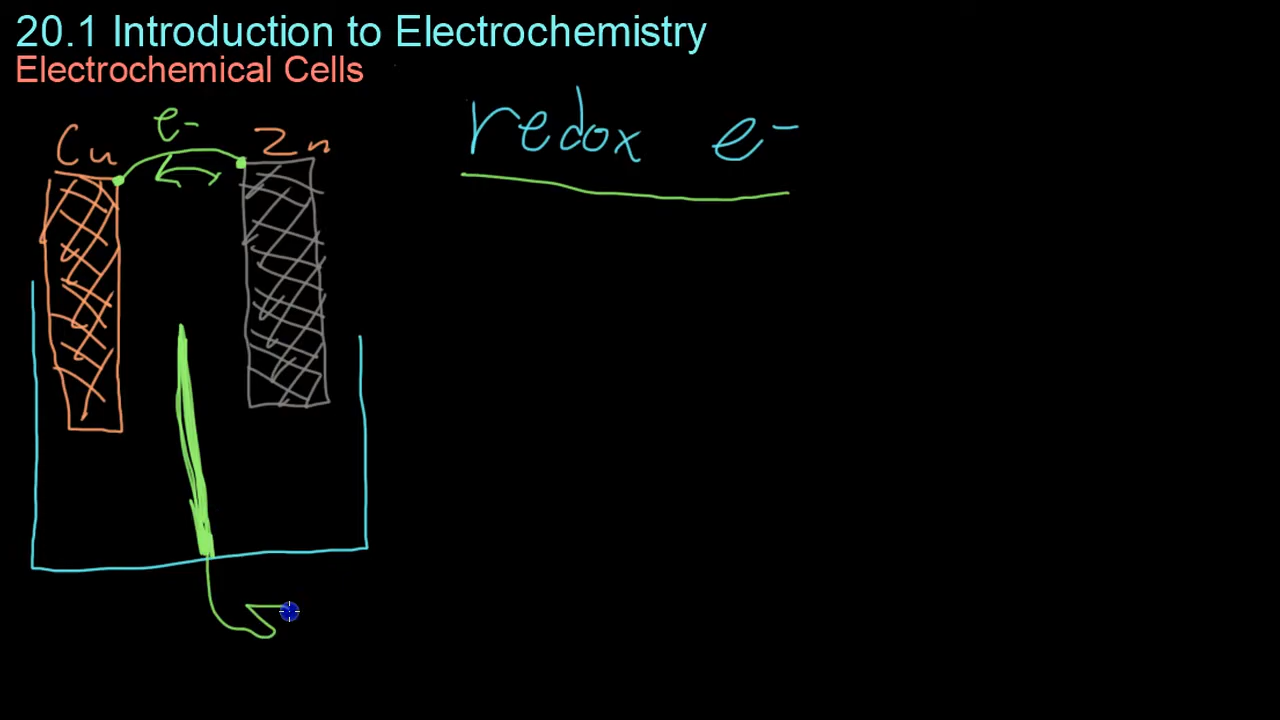 20.1 Introduction to Electrochemistry
Electrochemical Cells
redox e-
e-
Cu
Zn